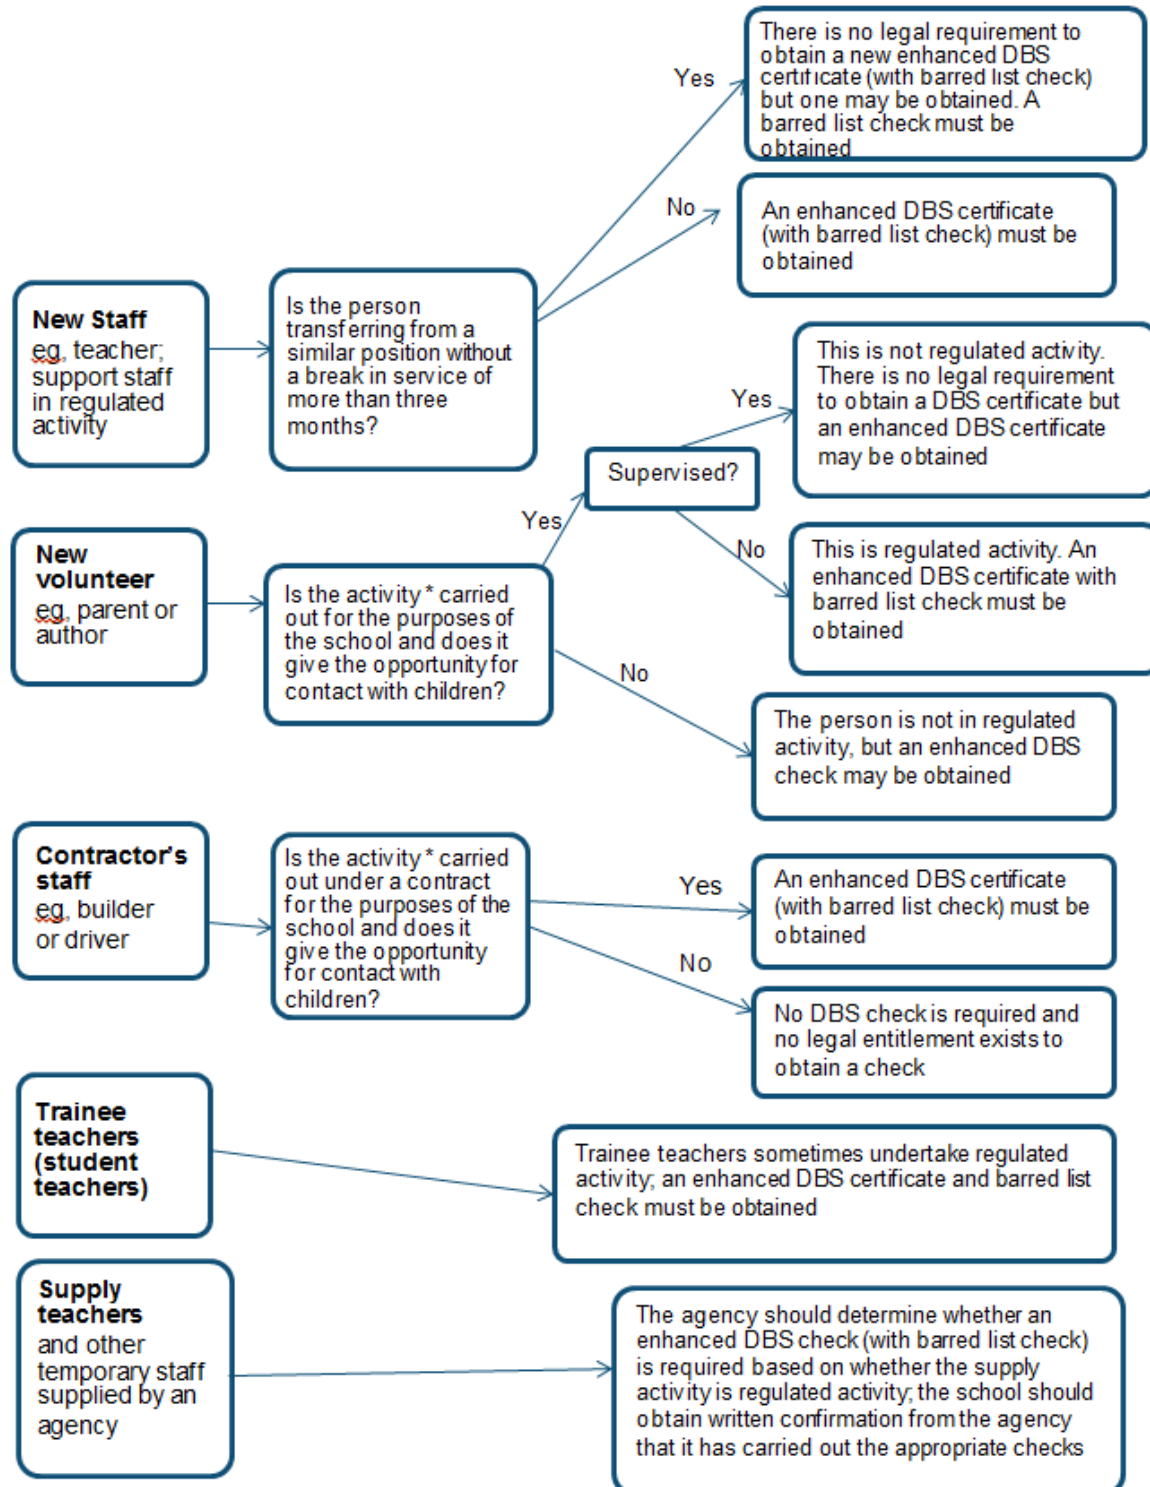 There is no legal requirement to
obtain a new enhanced DBS
certificate (with barred list check)
but one may be obtained. A
barred list check must be
obtained
Yes
No
An enhanced DBS certificate
(with barred list check) must be
obtained
New Staff
eg, teacher;
support staff
in regulated
activity
Is the person
transferring from a
similar position without
a break in service of
more than three
months?
This is not regulated activity.
There is no legal requirement
to obtain a DBS certificate but
an enhanced DBS certificate
may be obtained
Yes
Supervised?
Yes
No
This is regulated activity. An
enhanced DBS certificate with
barred list check must be
obtained
New
volunteer
eg, parent or
author
Is the activity * carried
out for the purposes of
the school and does it
give the opportunity for
contact with children?
No
The person is not in regulated
activity, but an enhanced DBS
check may be obtained
Contractor's
staff
eg, builder
or driver
Is the activity * carried
out under a contract
for the purposes of the
school and does it
give the opportunity
for contact with
children?
Yes
An enhanced DBS certificate
(with barred list check) must be
obtained
No
No DBS check is required and
no legal entitlement exists to
obtain a check
Trainee
teachers
(student
teachers)
Trainee teachers sometimes undertake regulated
activity; an enhanced DBS certificate and barred list
check must be obtained
Supply
teachers
and other
temporary staff
supplied by an
agency
The agency should determine whether an
enhanced DBS check (with barred list check)
is required based on whether the supply
activity is regulated activity; the school should
obtain written confirmation from the agency
that it has carried out the appropriate checks